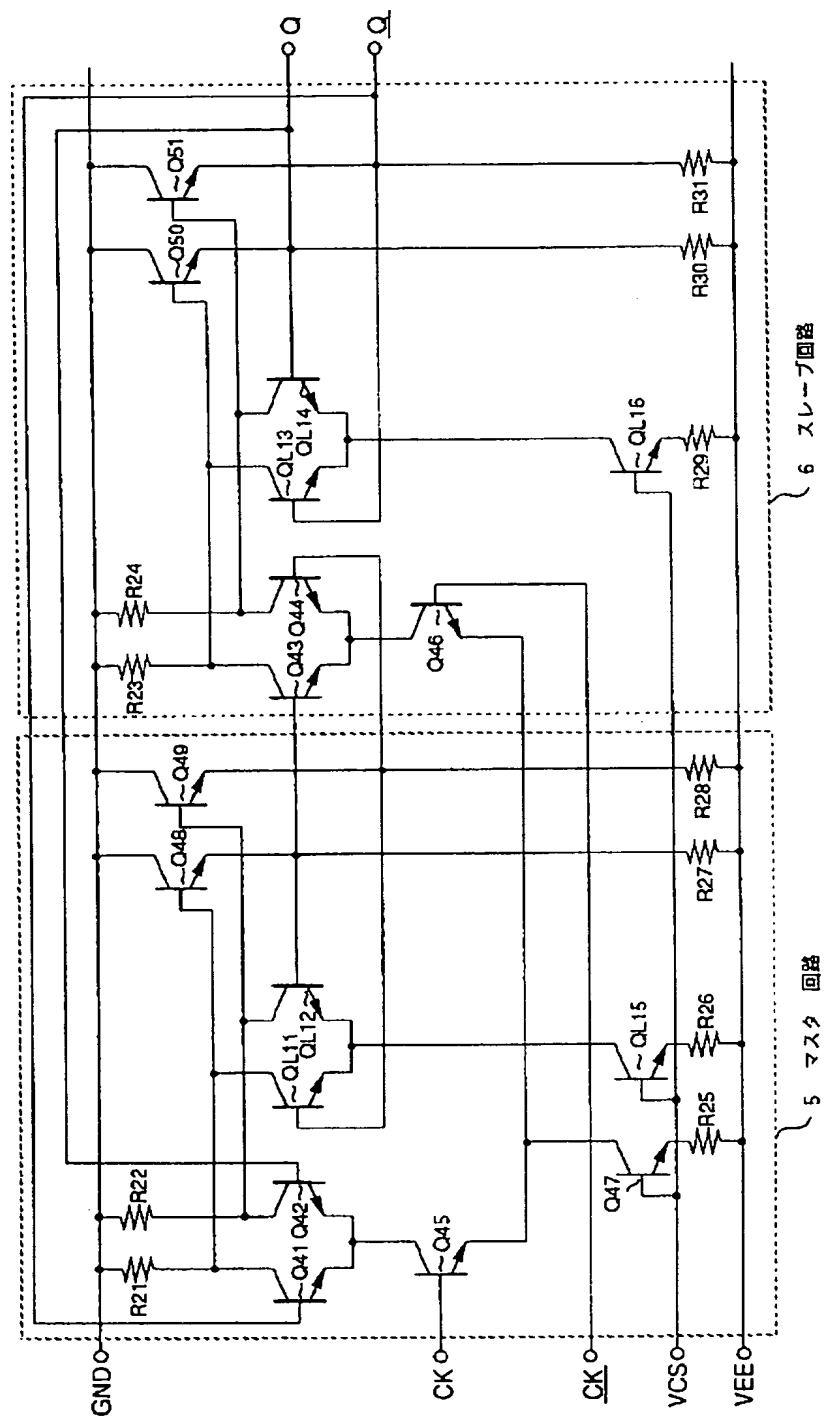 GND
R21
R22
R23
R24
Q41
Q42
QL11
QL12
Q48
Q49
Q43
Q44
QL13
QL14
Q50
Q51
Q
Q
CK
Q45
Q46
CK
VCS
Q47
QL15
QL16
R25
R26
R27
R28
R29
R30
R31
VEE
5 マスタ 回路
6 スレーブ回路